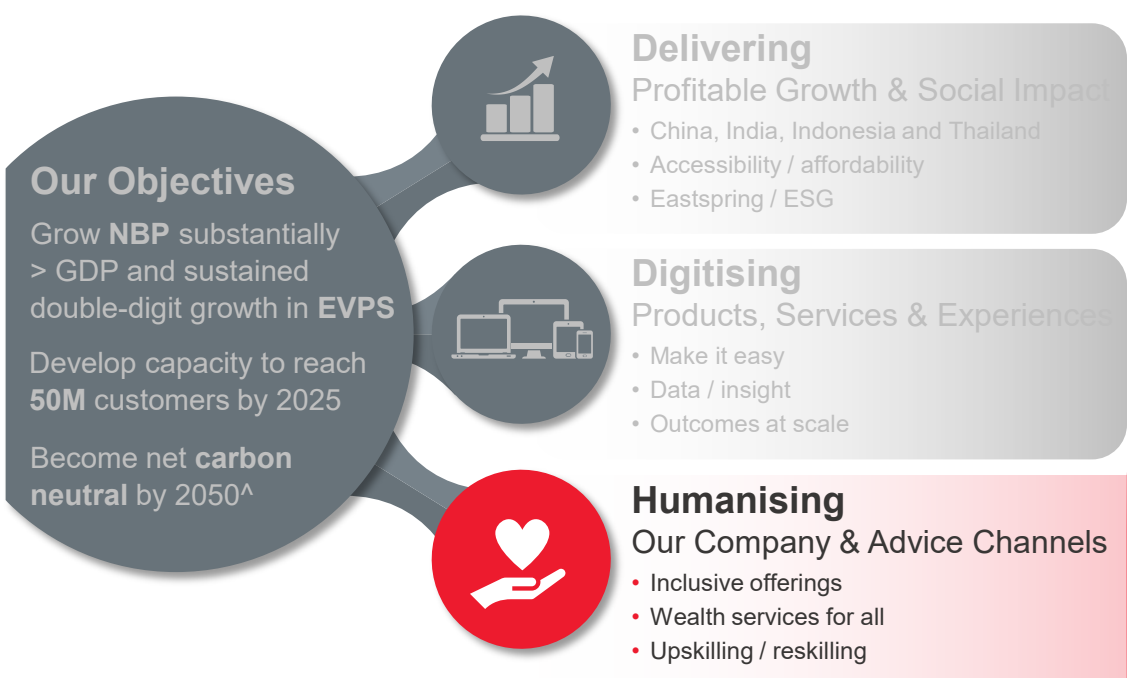 Our Objectives
Grow NBP substantially
> GDP and sustained
double-digit growth in EVPS
Develop capacity to reach
50M customers by 2025
Become net carbon
neutral by 2050^
Delivering
Profitable Growth & Social Impact
• China, India, Indonesia and Thailand
• Accessibility / affordability
• Eastspring / ESG
Digitising
Products, Services & Experiences
• Make it easy
• Data / insight
• Outcomes at scale
Humanising
Our Company & Advice Channels
• Inclusive offerings
• Wealth services for all
• Upskilling / reskilling